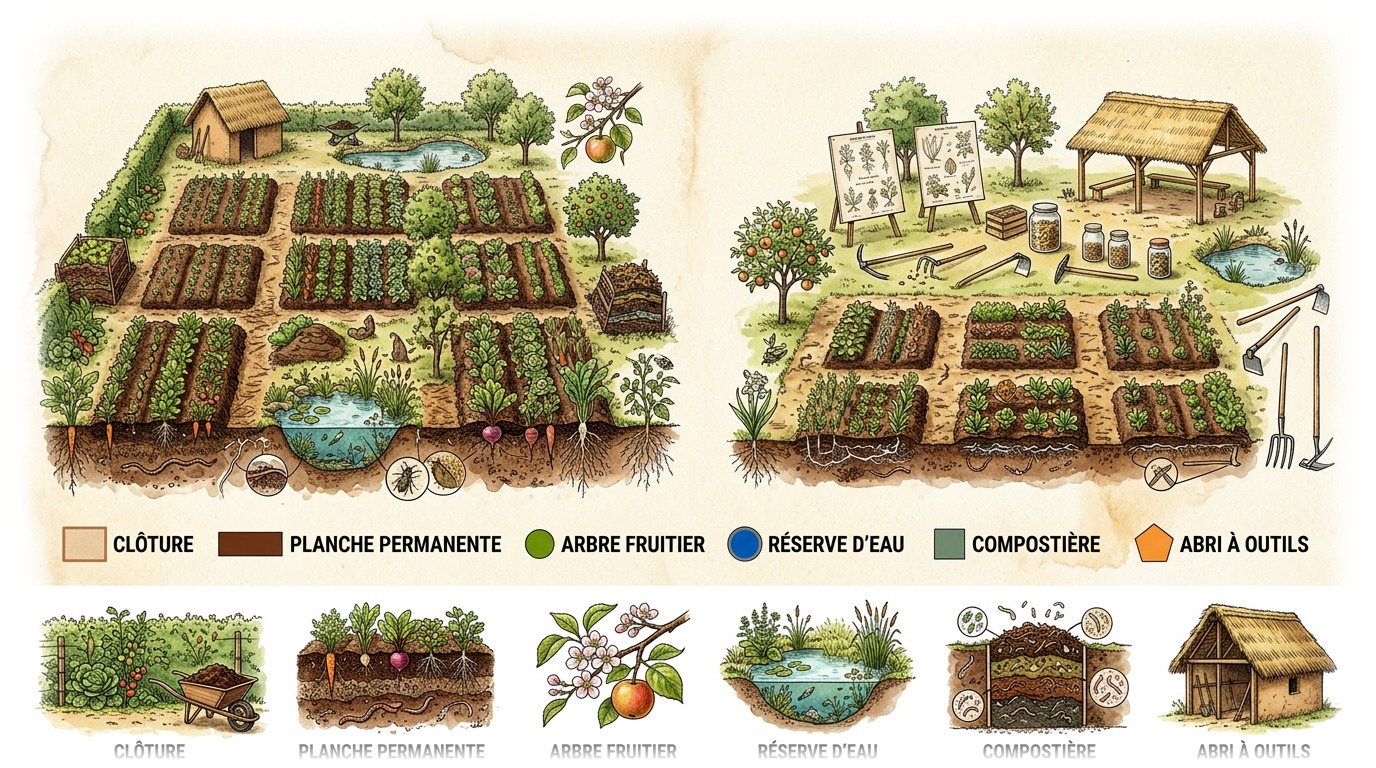 CLÔTURE
PLANCHE PERMANENTE
ARBRE FRUITIER
RÉSERVE D'EAU
COMPOSTIÈRE
ABRI À OUTILS
CLÔTURE
PLANCHE PERMANENTE
ARBRE FRUITIER
RÉSERVE D'EAU
COMPOSTIÈRE
ABRI À OUTILS